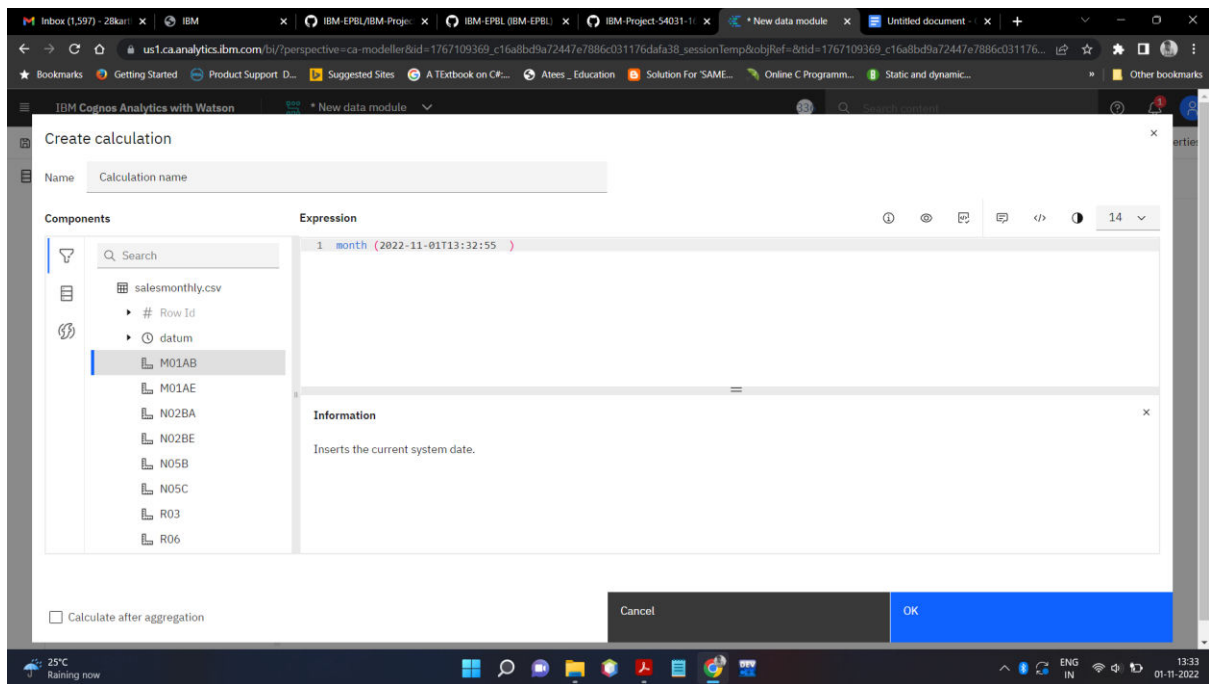 Inbox (1,597) - 28kart
IBM
IBM-EPBL/IBM-Projec
IBM-EPBL (IBM-EPBL)
IBM-Project-54031-16
* New data module
Untitled document -
us1.ca.analytics.ibm.com/bi/?perspective=ca-modeller&id=1767109369_c16a8bd9a72447e7886c031176dafa38_sessionTemp&objRef=&tid=1767109369_c16a8bd9a72447e7886c031176...
Bookmarks
Getting Started
Product Support D...
Suggested Sites
A TExtbook on C#:...
Atees _ Education
Solution For 'SAME...
Online C Programm...
Static and dynamic...
»
Other bookmarks
IBM Cognos Analytics with Watson
* New data module
33
Search content
Create calculation
erties
Name
Calculation name
Components
Expression
14
Search
1 month (2022-11-01T13:32:55 )
salesmonthly.csv
# Row Id
datum
M01AB
M01AE
N02BA
N02BE
N05B
N05C
R03
R06
Information
Inserts the current system date.
Calculate after aggregation
Cancel
OK
25°C
Raining now
ENG
IN
13:33
01-11-2022